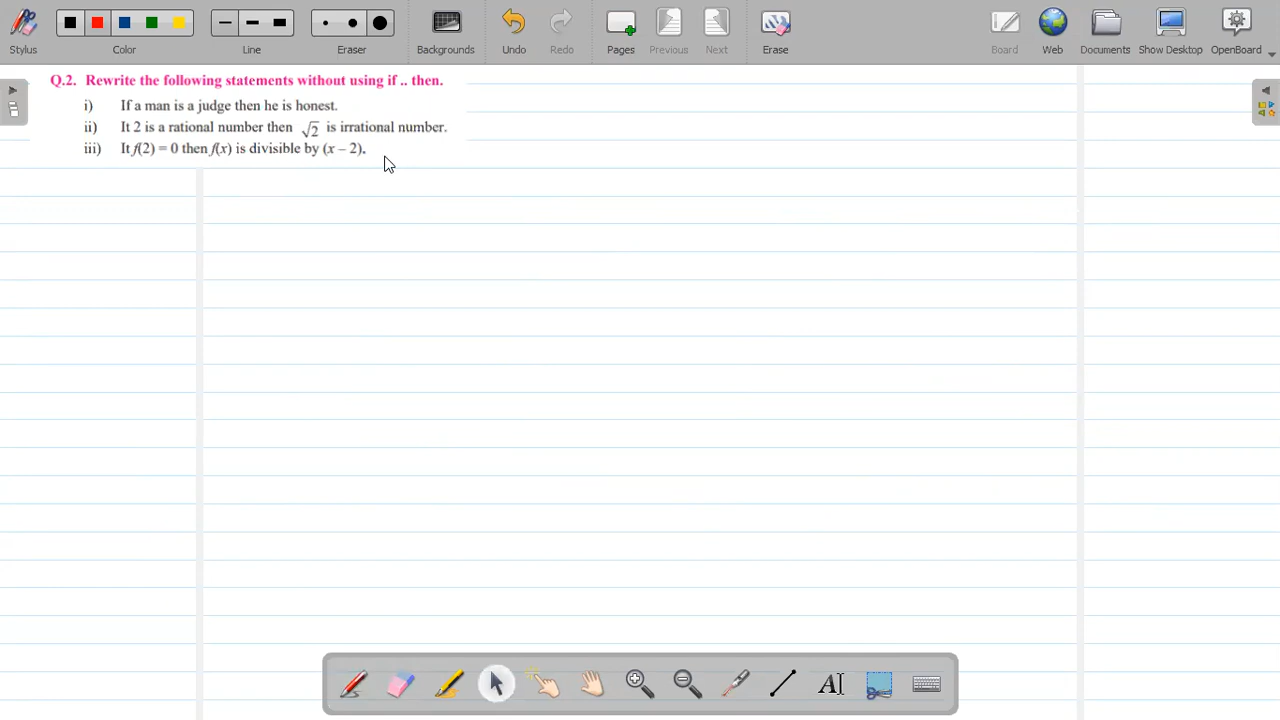 Stylus
Color
Line
Eraser
Backgrounds
Undo
Redo
Pages
Previous
Next
Erase
Board
Web
Documents
Show Desktop
OpenBoard
Q.2. Rewrite the following statements without using if .. then.
i) If a man is a judge then he is honest.
ii) It 2 is a rational number then √2 is irrational number.
iii) It f(2) = 0 then f(x) is divisible by (x – 2).